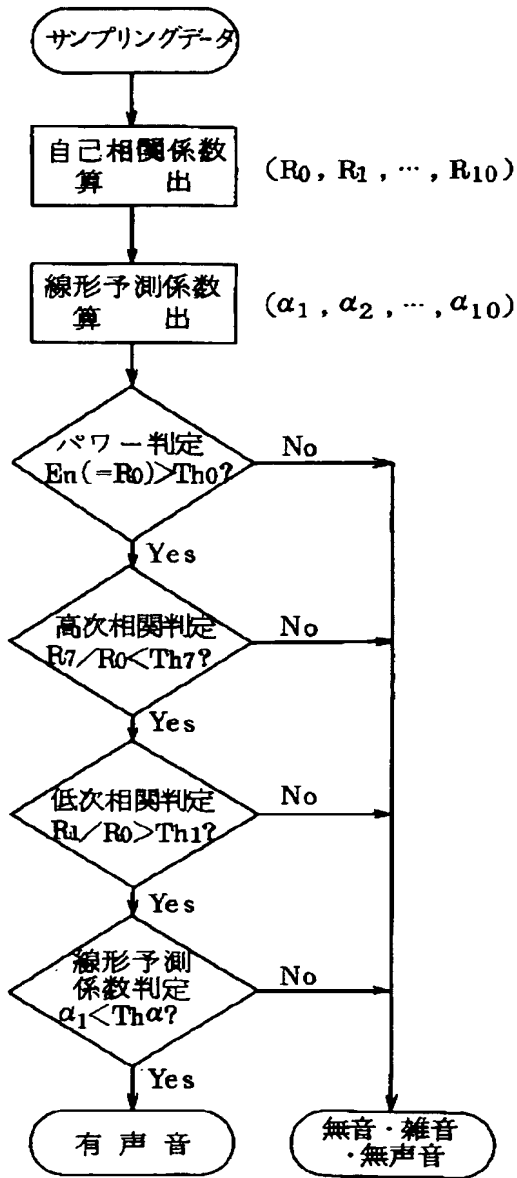 サンプリングデータ
自己相関係数
算 出
(R0, R1, …, R10)
線形予測係数
算 出
(α1, α2, …, α10)
パワー判定
En(=R0)>Th0?
No
Yes
高次相関判定
R7/R0<Th7?
No
Yes
低次相関判定
R1/R0>Th1?
No
Yes
線形予測
係数判定
α1<Thα?
No
Yes
有 声 音
無音・雑音
・無声音